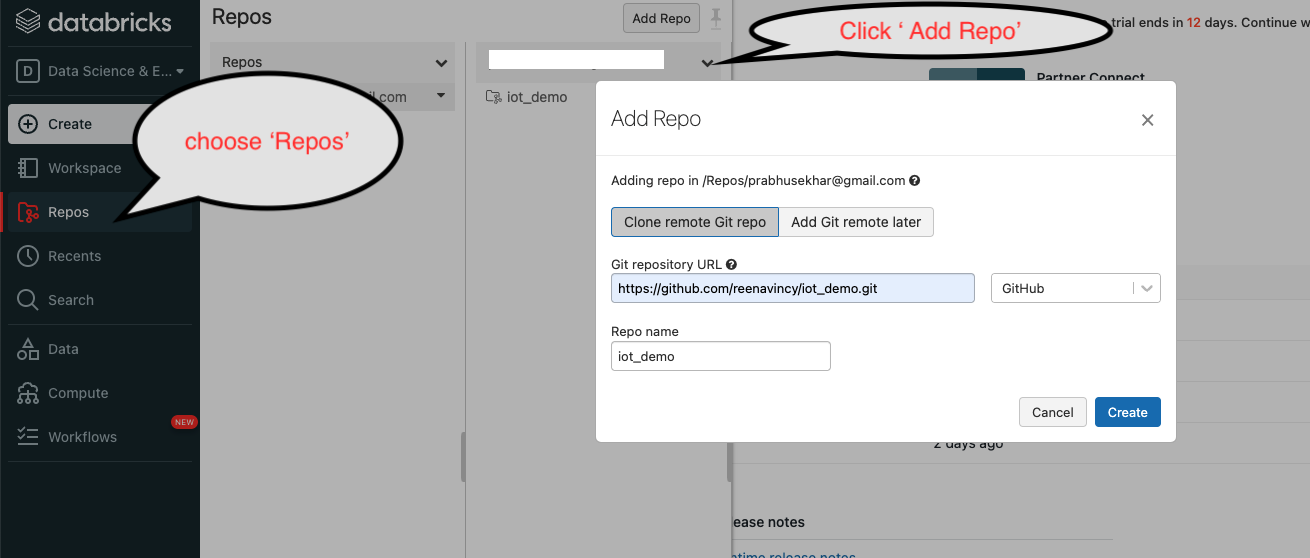 databricks
Data Science & E...
Create
Workspace
Repos
Recents
Search
Data
Compute
Workflows
NEW
choose ‘Repos’
Repos
Add Repo
Repos
ail.com
iot_demo
Click ‘ Add Repo’
trial ends in 12 days. Continue w
Partner Connect
Add Repo
Adding repo in /Repos/prabhusekhar@gmail.com
Clone remote Git repo
Add Git remote later
Git repository URL
https://github.com/reenavincy/iot_demo.git
GitHub
Repo name
iot_demo
Cancel
Create
2 days ago
ease notes
ntime release notes